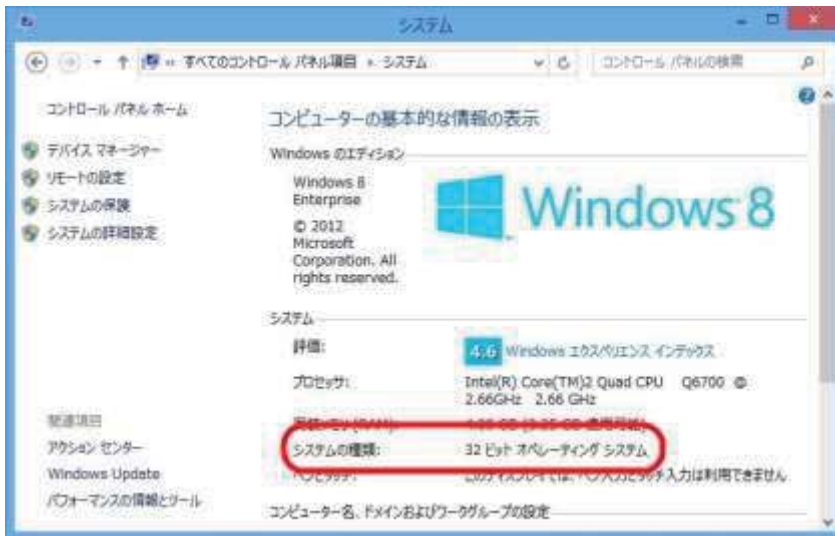 システム
すべてのコントロール パネル項目 システム
コントロール パネルの検索
コントロール パネル ホーム
デバイス マネージャー
リモートの設定
システムの保護
システムの詳細設定
コンピューターの基本的な情報の表示
Windows のエディション
Windows 8
Enterprise
© 2012
Microsoft
Corporation. All
rights reserved.
Windows 8
システム
評価:
4.6 Windows エクスペリエンス インデックス
プロセッサ:
Intel(R) Core(TM)2 Quad CPU Q6700 @
2.66GHz 2.66 GHz
システムの種類:
32 ビット オペレーティング システム
入力は利用できません
コンピューター名、ドメインおよびワークグループの設定
関連項目
アクション センター
Windows Update
パフォーマンスの情報とツール